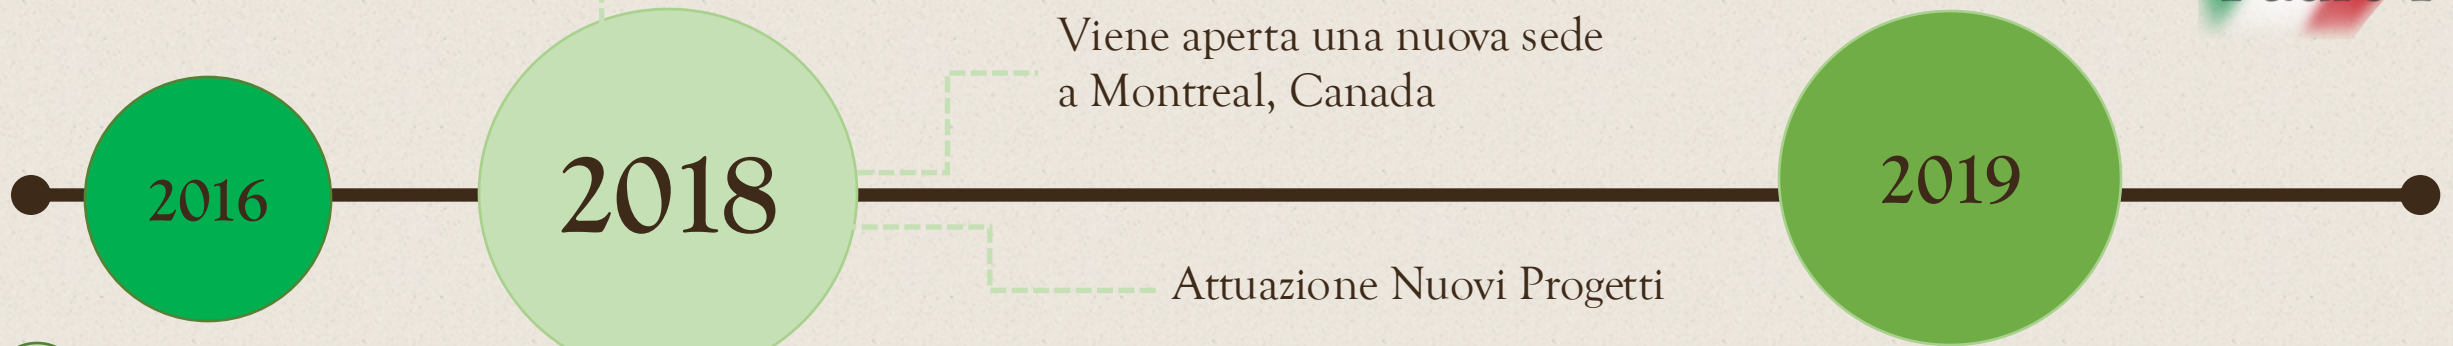 Viene aperta una nuova sede
a Montreal, Canada
2016
2018
2019
Attuazione Nuovi Progetti